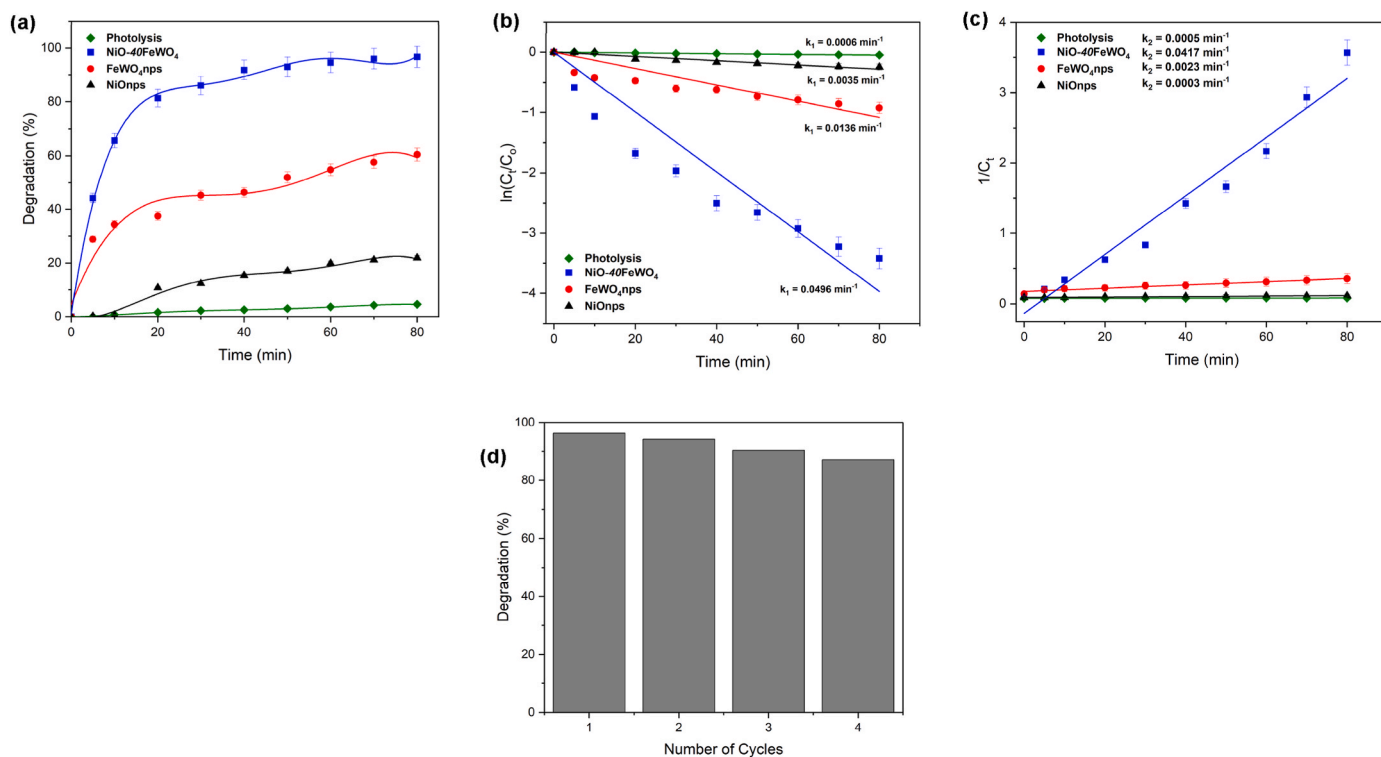 (a)
Photolysis
NiO-40FeWO₄
FeWO₄nps
NiOnps
100
80
60
40
20
0
Degradation (%)
0 20 40 60 80
Time (min)
(b)
k₁ = 0.0006 min⁻¹
k₁ = 0.0035 min⁻¹
k₁ = 0.0136 min⁻¹
k₁ = 0.0496 min⁻¹
0
−1
−2
−3
−4
ln(Cₜ/Cₒ)
Photolysis
NiO-40FeWO₄
FeWO₄nps
NiOnps
0 20 40 60 80
Time (min)
(c)
Photolysis k₂ = 0.0005 min⁻¹
NiO-40FeWO₄ k₂ = 0.0417 min⁻¹
FeWO₄nps k₂ = 0.0023 min⁻¹
NiOnps k₂ = 0.0003 min⁻¹
4
3
2
1
0
1/Cₜ
0 20 40 60 80
Time (min)
(d)
100
80
60
40
20
0
Degradation (%)
1 2 3 4
Number of Cycles